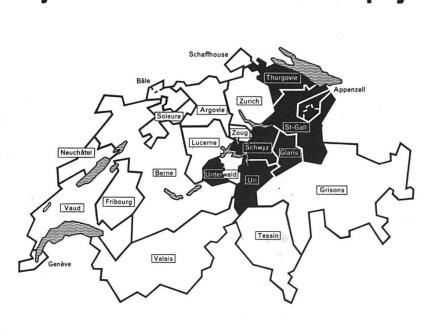 Schaffhouse
Bâle
Thurgovie
Appenzell
Zurich
Argovie
Soleure
St-Gall
Zoug
Lucerne
Schwyz
Glaris
Neuchâtel
Berne
Unterwald
Uri
Grisons
Fribourg
Vaud
Tessin
Valais
Genève